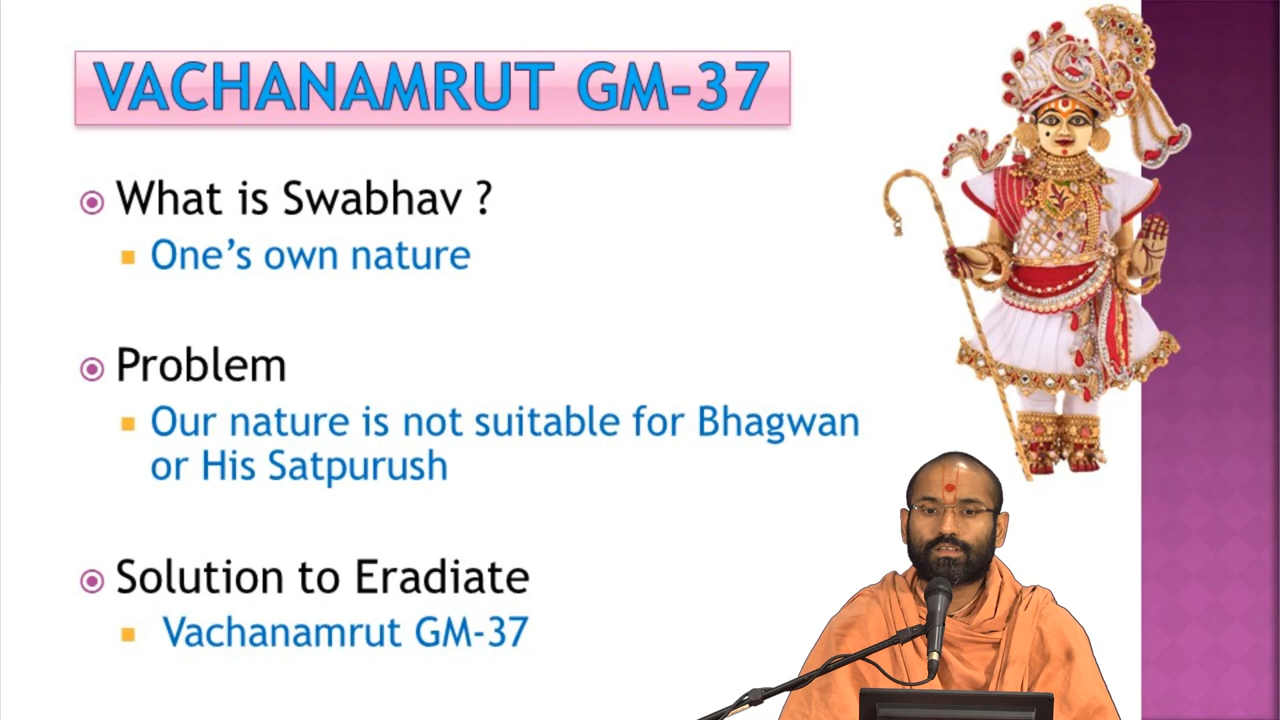 VACHANAMRUT GM-37
What is Swabhav ?
One’s own nature
Problem
Our nature is not suitable for Bhagwan
or His Satpurush
Solution to Eradiate
Vachanamrut GM-37